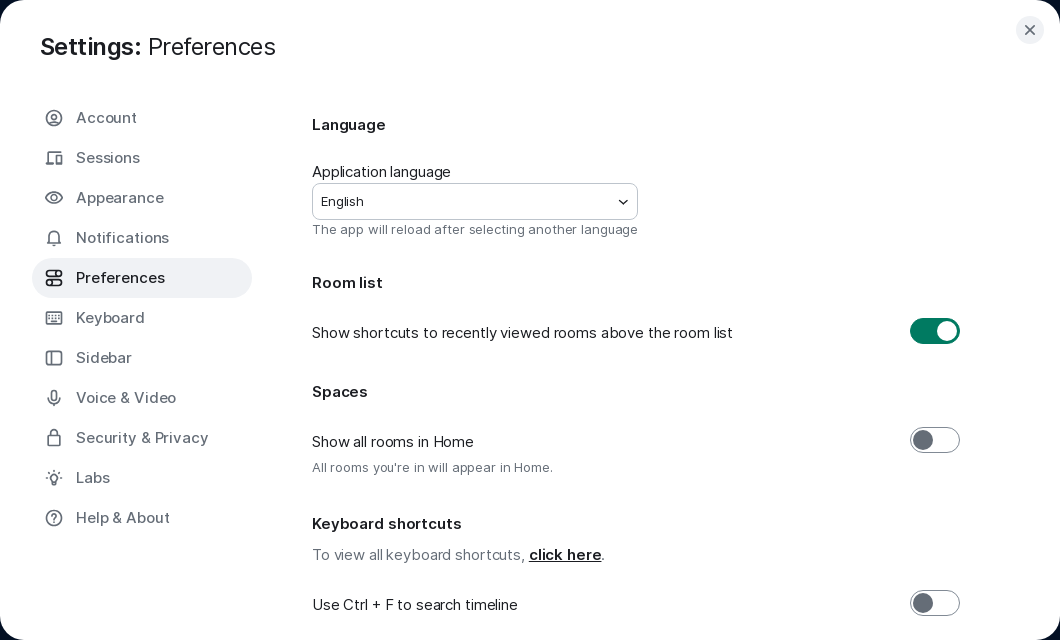 Settings: Preferences
Account
Sessions
Appearance
Notifications
Preferences
Keyboard
Sidebar
Voice & Video
Security & Privacy
Labs
Help & About
Language
Application language
English
The app will reload after selecting another language
Room list
Show shortcuts to recently viewed rooms above the room list
Spaces
Show all rooms in Home
All rooms you're in will appear in Home.
Keyboard shortcuts
To view all keyboard shortcuts, click here.
Use Ctrl + F to search timeline